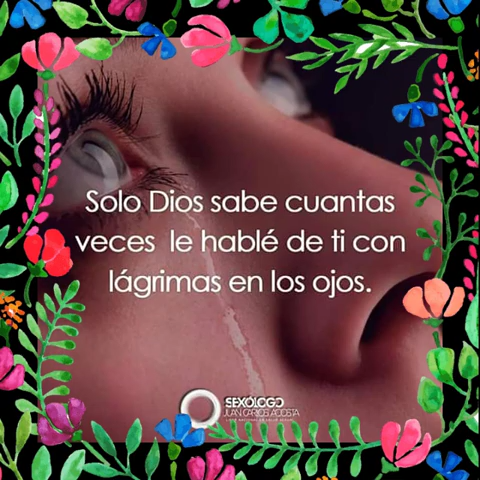 Solo Dios sabe cuantas
veces le hablé de ti con
lágrimas en los ojos.
SEXÓLOGO
JUAN CARLOS ACOSTA